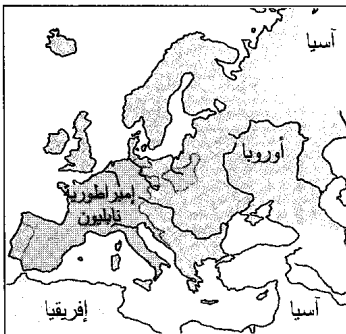 آسيا
أوروبا
إمبراطورية
نابليون
إفريقيا
آسيا